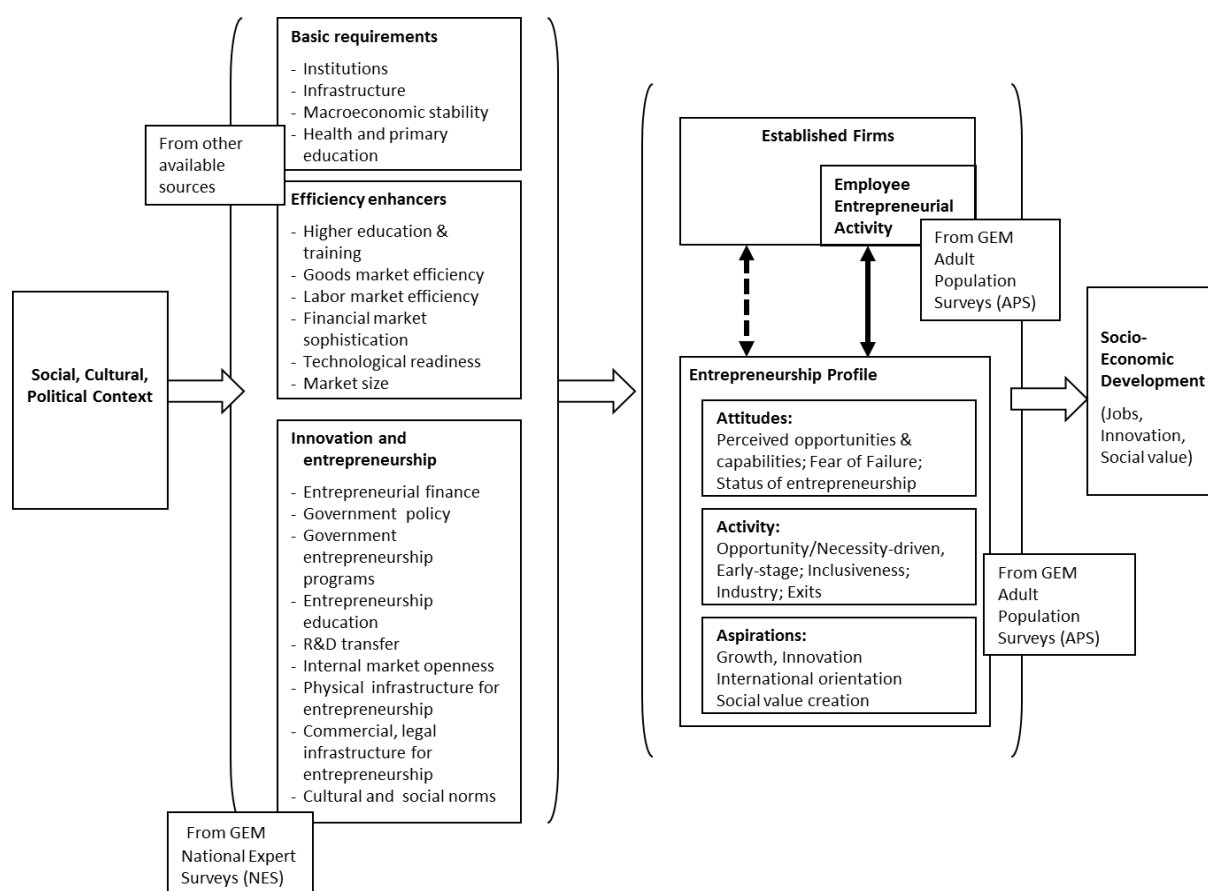 Social, Cultural,
Political Context
From other
available
sources
Basic requirements
- Institutions
- Infrastructure
- Macroeconomic stability
- Health and primary
education
Efficiency enhancers
- Higher education &
training
- Goods market efficiency
- Labor market efficiency
- Financial market
sophistication
- Technological readiness
- Market size
Innovation and
entrepreneurship
- Entrepreneurial finance
- Government policy
- Government
entrepreneurship
programs
- Entrepreneurship
education
- R&D transfer
- Internal market openness
- Physical infrastructure for
entrepreneurship
- Commercial, legal
infrastructure for
entrepreneurship
- Cultural and social norms
From GEM
National Expert
Surveys (NES)
Established Firms
Employee
Entrepreneurial
Activity
From GEM
Adult
Population
Surveys (APS)
Entrepreneurship Profile
Attitudes:
Perceived opportunities &
capabilities; Fear of Failure;
Status of entrepreneurship
Activity:
Opportunity/Necessity-driven,
Early-stage; Inclusiveness;
Industry; Exits
Aspirations:
Growth, Innovation
International orientation
Social value creation
From GEM
Adult
Population
Surveys (APS)
Socio-
Economic
Development
(Jobs,
Innovation,
Social value)